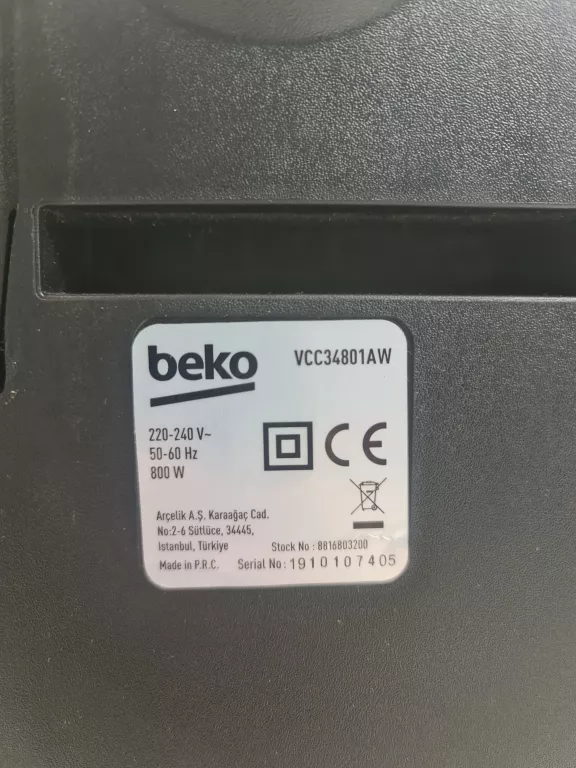 beko VCC34801AW
220-240 V~
50-60 Hz
800 W
CE
Arçelik A.Ş. Karaağaç Cad.
No:2-6 Sütlüce, 34445,
Istanbul, Türkiye Stock No : 8816803200
Made in P.R.C. Serial No : 1910107405